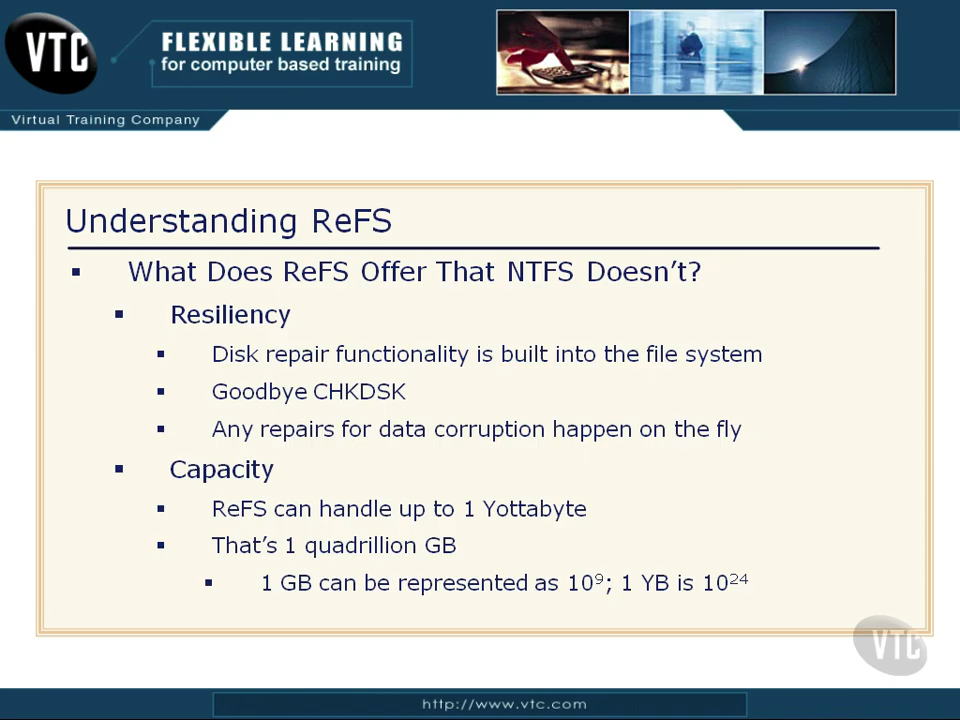 VTC
FLEXIBLE LEARNING
for computer based training
Virtual Training Company
Understanding ReFS
▪ What Does ReFS Offer That NTFS Doesn’t?
▪ Resiliency
▪ Disk repair functionality is built into the file system
▪ Goodbye CHKDSK
▪ Any repairs for data corruption happen on the fly
▪ Capacity
▪ ReFS can handle up to 1 Yottabyte
▪ That’s 1 quadrillion GB
▪ 1 GB can be represented as 10⁹; 1 YB is 10²⁴
VTC
http://www.vtc.com